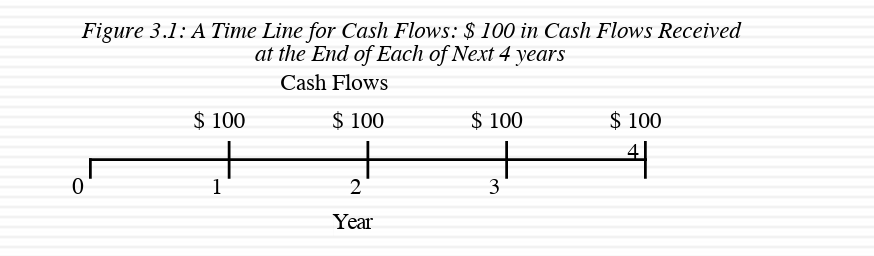 Figure 3.1: A Time Line for Cash Flows: $ 100 in Cash Flows Received
at the End of Each of Next 4 years
Cash Flows
$ 100 $ 100 $ 100 $ 100
4
0 1 2 3
Year